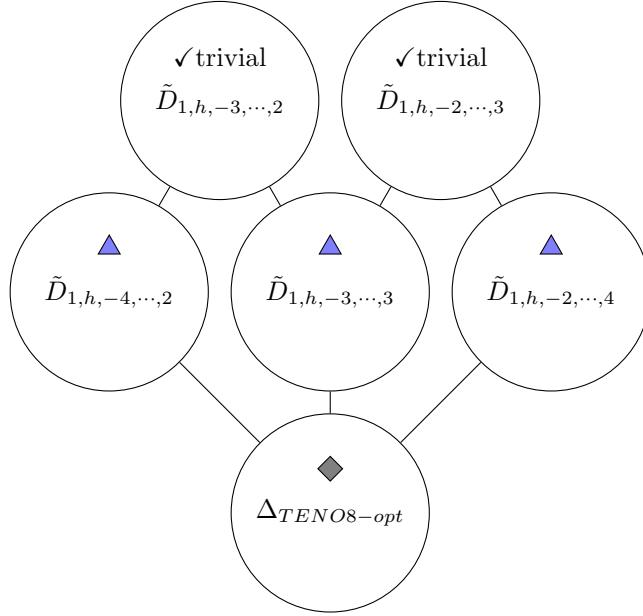 ✓trivial
D̃₁,ₕ,₋₃,⋯,₂
✓trivial
D̃₁,ₕ,₋₂,⋯,₃
D̃₁,ₕ,₋₄,⋯,₂
D̃₁,ₕ,₋₃,⋯,₃
D̃₁,ₕ,₋₂,⋯,₄
Δ_{TENO8−opt}